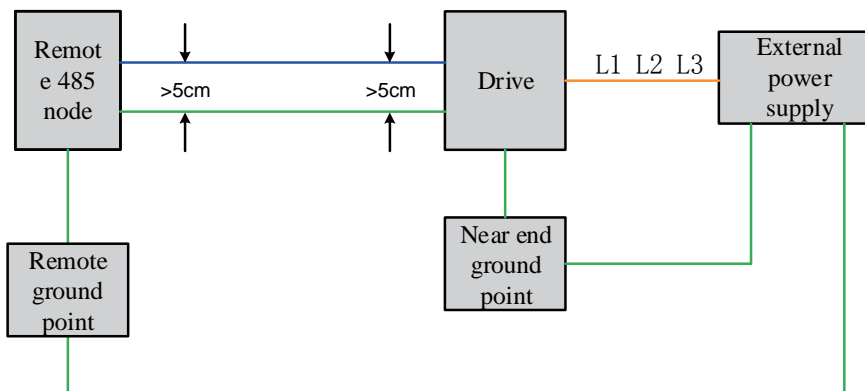 Remot
e 485
node
>5cm
>5cm
Drive
L1 L2 L3
External
power
supply
Remote
ground
point
Near end
ground
point